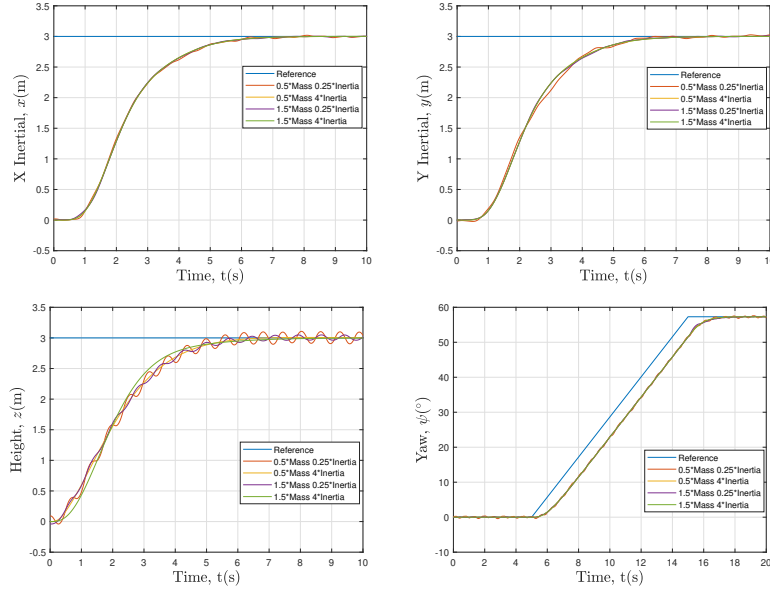 3.5
3
2.5
2
1.5
1
0.5
0
-0.5
X Inertial, x(m)
Reference
0.5*Mass 0.25*Inertia
0.5*Mass 4*Inertia
1.5*Mass 0.25*Inertia
1.5*Mass 4*Inertia
0 1 2 3 4 5 6 7 8 9 10
Time, t(s)
3.5
3
2.5
2
1.5
1
0.5
0
-0.5
Y Inertial, y(m)
Reference
0.5*Mass 0.25*Inertia
0.5*Mass 4*Inertia
1.5*Mass 0.25*Inertia
1.5*Mass 4*Inertia
0 1 2 3 4 5 6 7 8 9 10
Time, t(s)
3.5
3
2.5
2
1.5
1
0.5
0
-0.5
Height, z(m)
Reference
0.5*Mass 0.25*Inertia
0.5*Mass 4*Inertia
1.5*Mass 0.25*Inertia
1.5*Mass 4*Inertia
0 1 2 3 4 5 6 7 8 9 10
Time, t(s)
60
50
40
30
20
10
0
-10
Yaw, ψ(°)
Reference
0.5*Mass 0.25*Inertia
0.5*Mass 4*Inertia
1.5*Mass 0.25*Inertia
1.5*Mass 4*Inertia
0 2 4 6 8 10 12 14 16 18 20
Time, t(s)